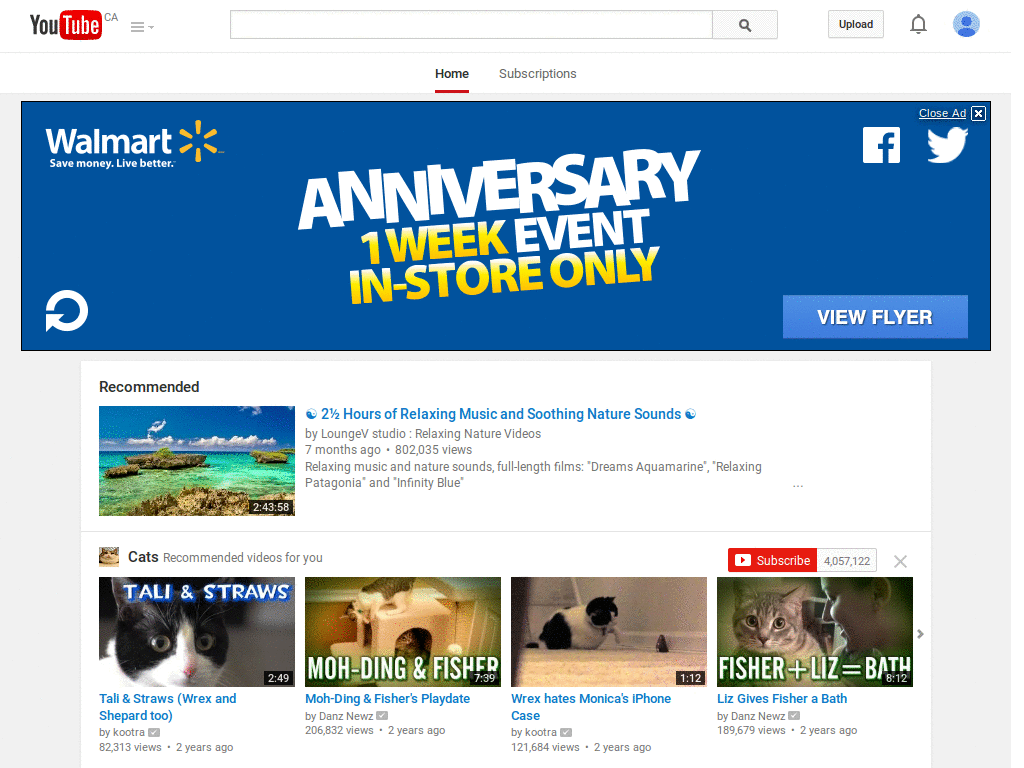 YouTube CA
Upload
Home Subscriptions
Close Ad
Walmart
Save money. Live better.
ANNIVERSARY
1 WEEK EVENT
IN-STORE ONLY
VIEW FLYER
Recommended
2:43:58
☯ 2½ Hours of Relaxing Music and Soothing Nature Sounds ☯
by LoungeV studio : Relaxing Nature Videos
7 months ago • 802,035 views
Relaxing music and nature sounds, full-length films: "Dreams Aquamarine", "Relaxing
Patagonia" and "Infinity Blue"
...
Cats Recommended videos for you
Subscribe 4,057,122
TALI & STRAWS
2:49
Tali & Straws (Wrex and
Shepard too)
by kootra
82,313 views • 2 years ago
MOH-DING & FISHER
7:39
Moh-Ding & Fisher's Playdate
by Danz Newz
206,832 views • 2 years ago
1:12
Wrex hates Monica's iPhone
Case
by kootra
121,684 views • 2 years ago
FISHER+LIZ=BATH
8:12
Liz Gives Fisher a Bath
by Danz Newz
189,679 views • 2 years ago